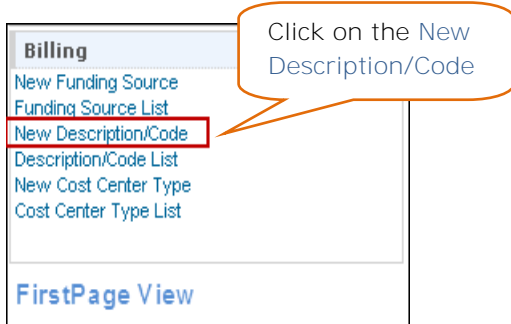 Click on the New
Description/Code
Billing
New Funding Source
Funding Source List
New Description/Code
Description/Code List
New Cost Center Type
Cost Center Type List
FirstPage View